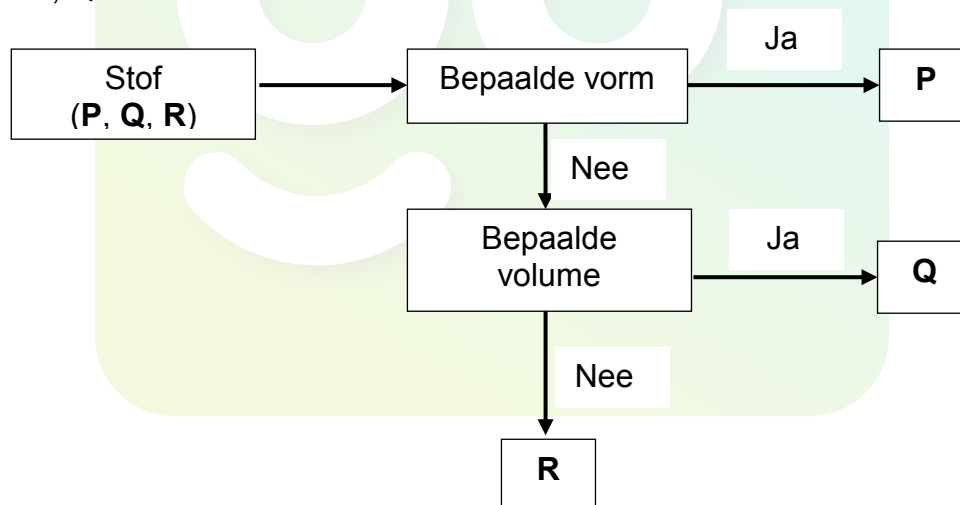 Stof
(P, Q, R)
Bepaalde vorm
Ja
P
Nee
Bepaalde
volume
Ja
Q
Nee
R